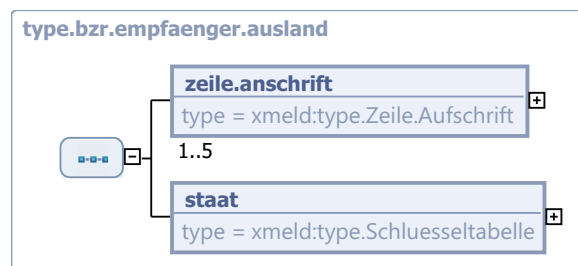 type.bzr.empfaenger.ausland
zeile.anschrift
type = xmeld:type.Zeile.Aufschrift
1..5
staat
type = xmeld:type.Schluesseltabelle